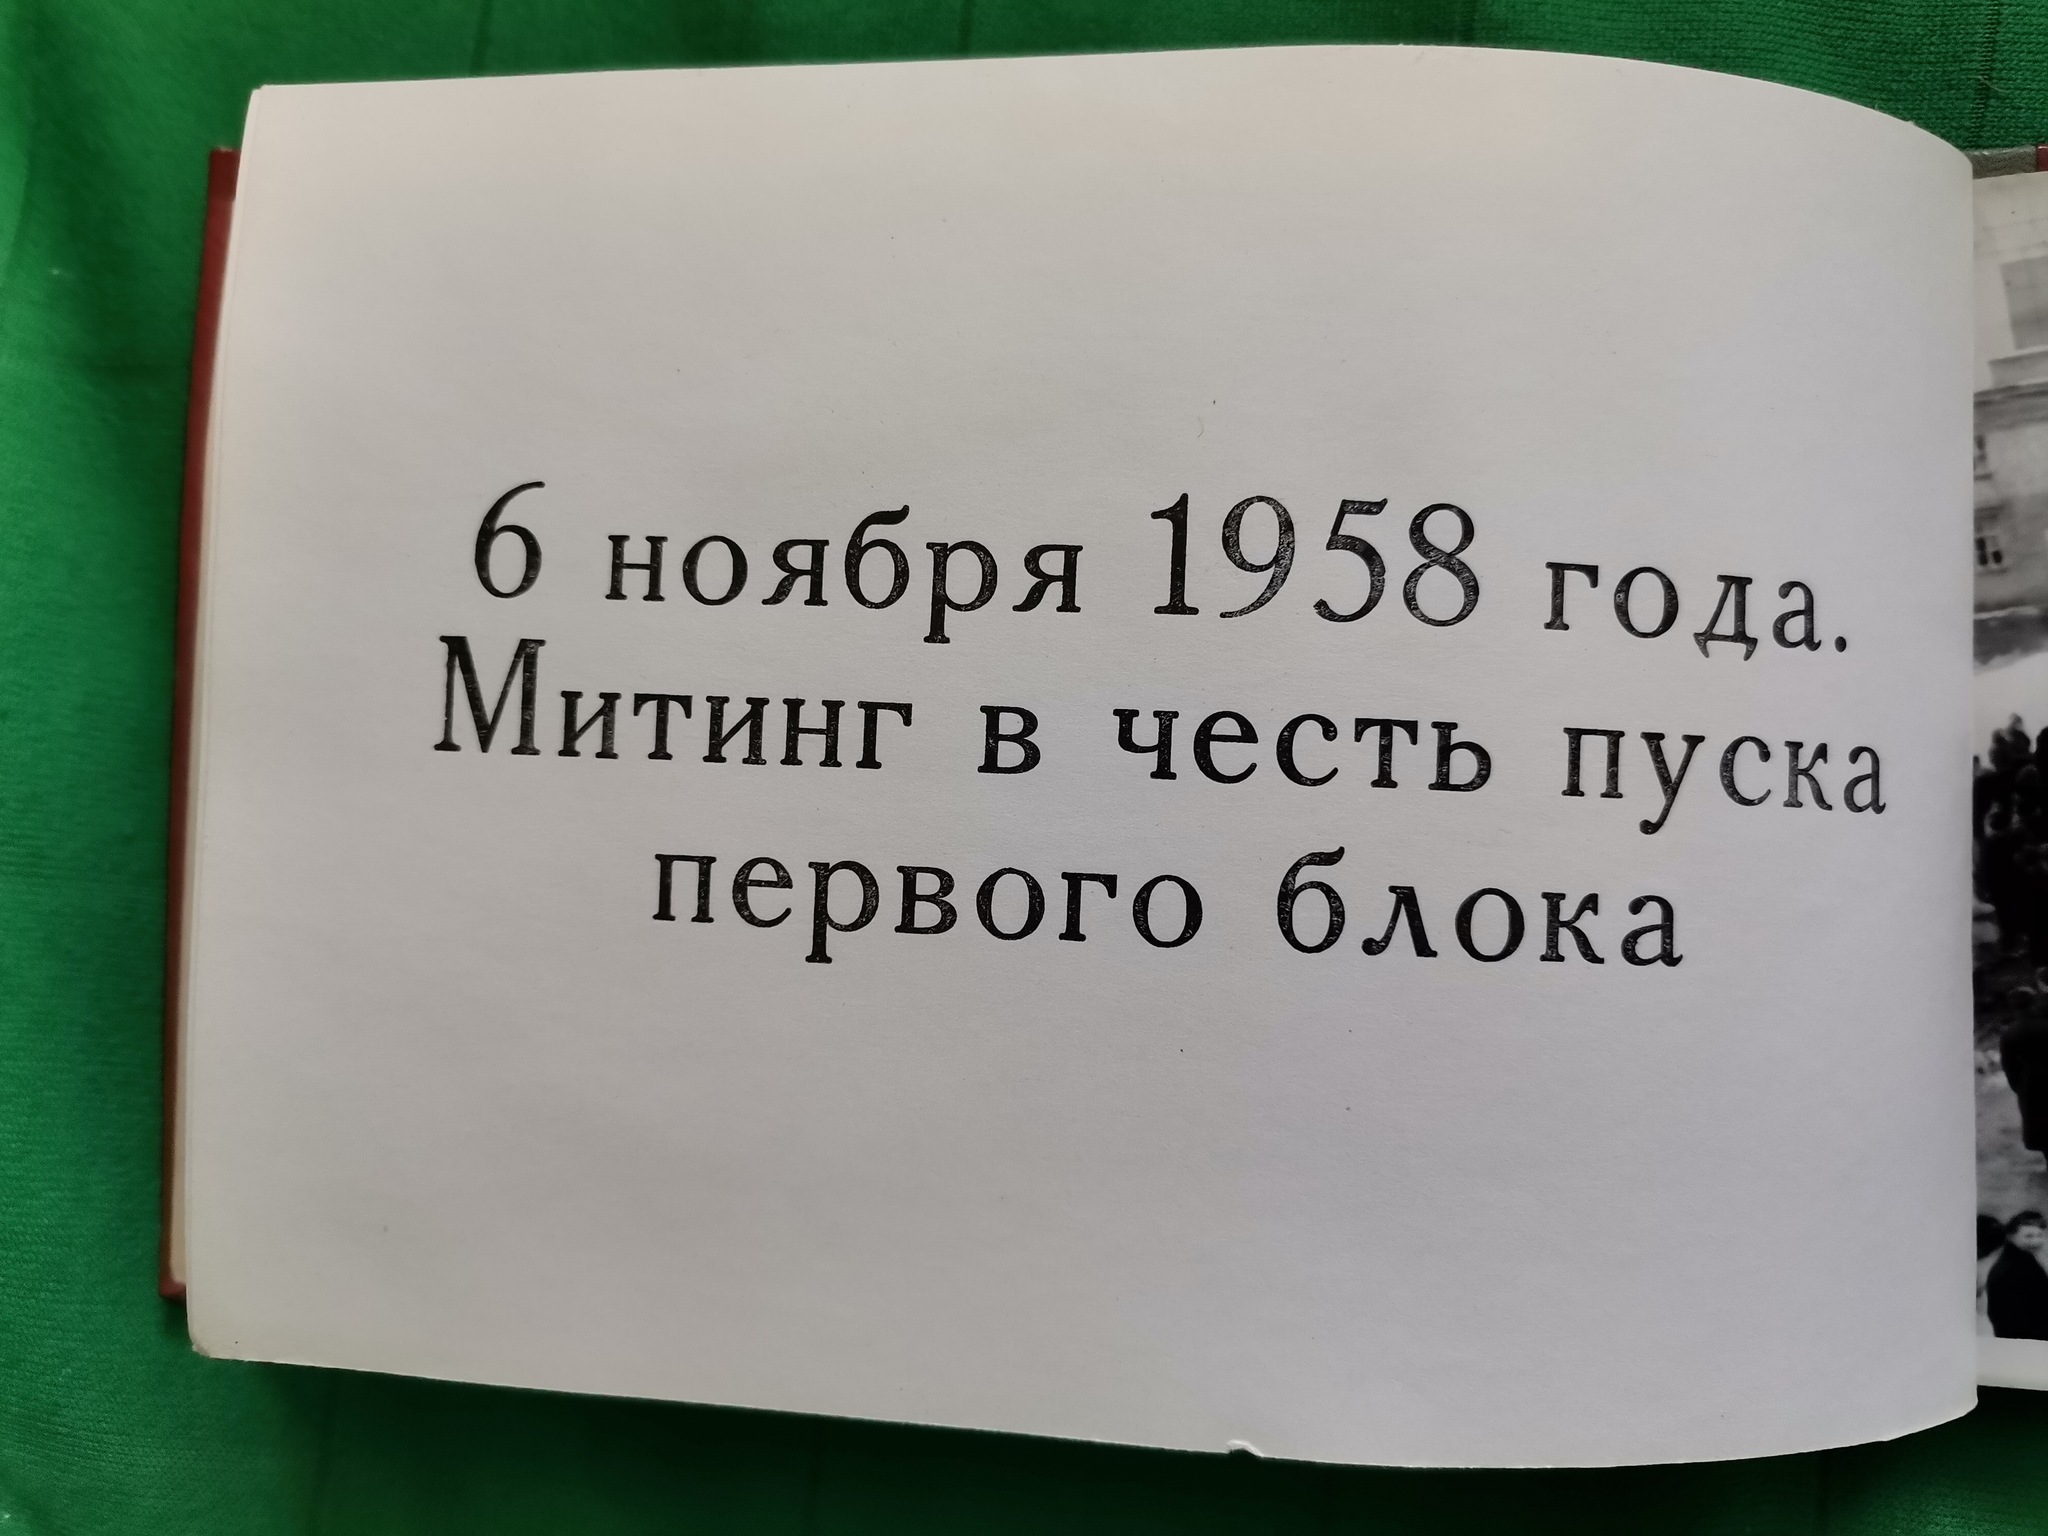 6 ноября 1958 года.
Митинг в честь пуска
первого блока